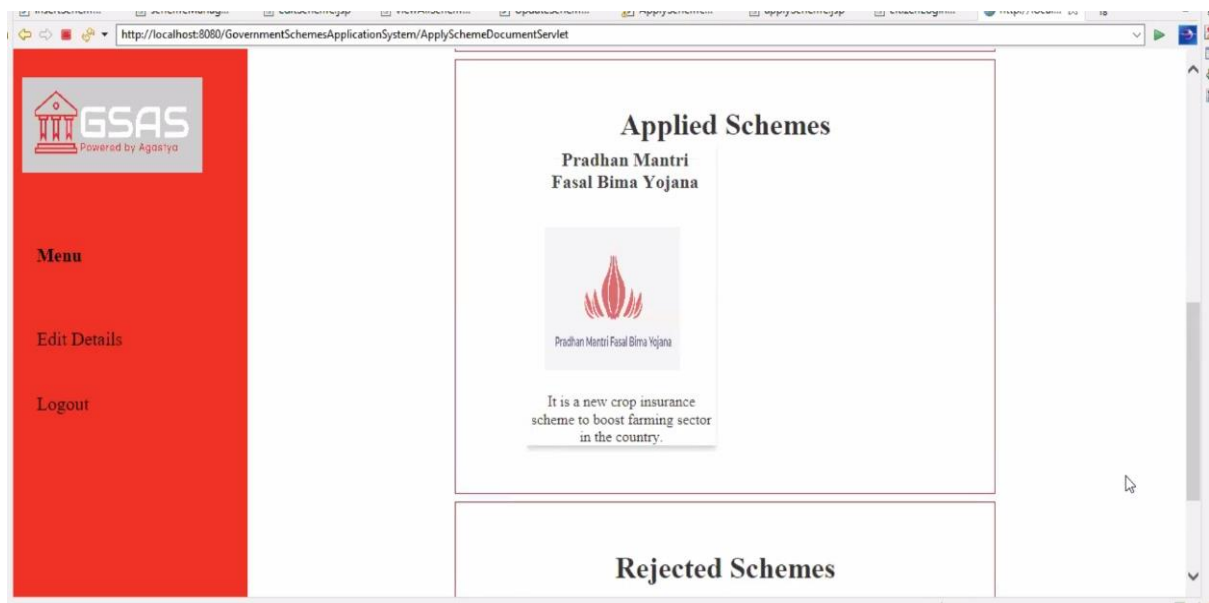 http://localhost:8080/GovernmentSchemesApplicationSystem/ApplySchemeDocumentServlet
GSAS
Powered by Agastya
Menu
Edit Details
Logout
Applied Schemes
Pradhan Mantri
Fasal Bima Yojana
Pradhan Mantri Fasal Bima Yojana
It is a new crop insurance
scheme to boost farming sector
in the country.
Rejected Schemes